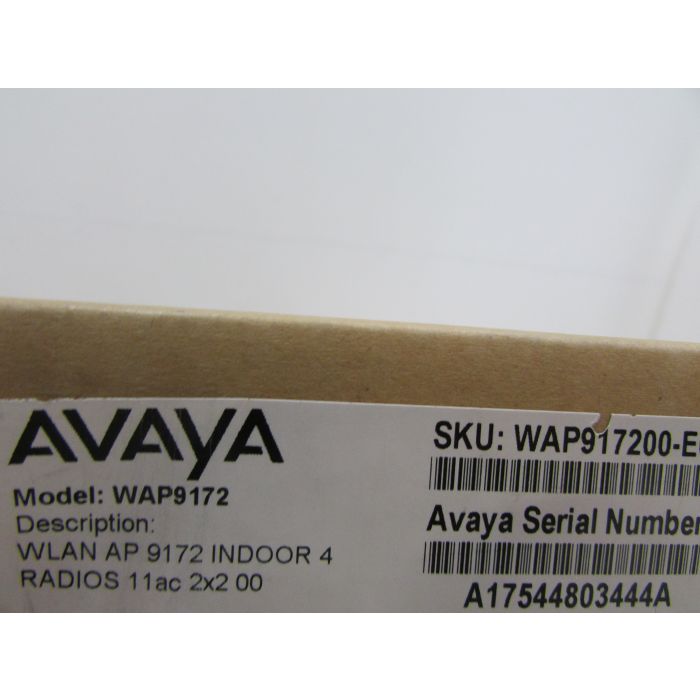 AVAYA
Model: WAP9172
Description:
WLAN AP 9172 INDOOR 4
RADIOS 11ac 2x2 00
SKU: WAP917200-E
Avaya Serial Number
A17544803444A